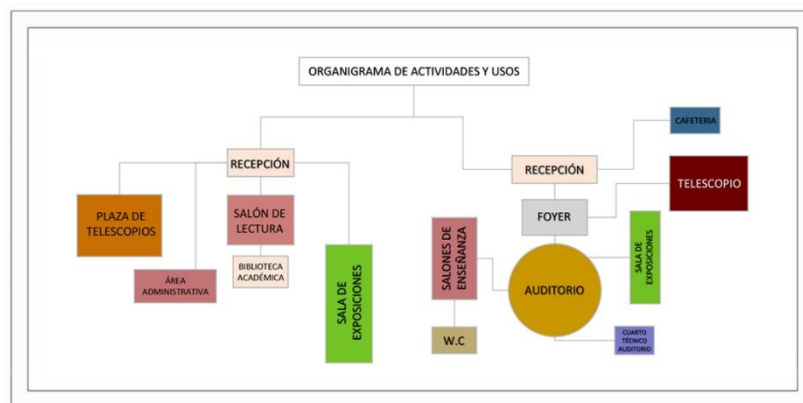 ORGANIGRAMA DE ACTIVIDADES Y USOS
RECEPCIÓN
PLAZA DE
TELESCOPIOS
ÁREA
ADMINISTRATIVA
SALÓN DE
LECTURA
BIBLIOTECA
ACADÉMICA
SALA DE
EXPOSICIONES
RECEPCIÓN
CAFETERIA
FOYER
TELESCOPIO
AUDITORIO
SALONES DE
ENSEÑANZA
W.C
SALA DE
EXPOSICIONES
CUARTO
TÉCNICO
AUDITORIO